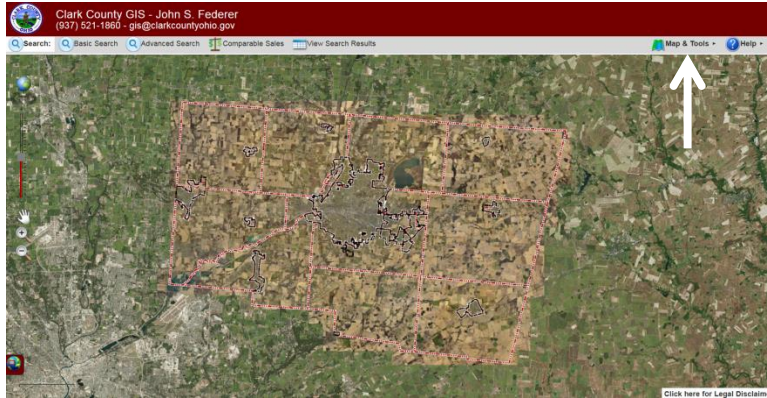 Clark County GIS - John S. Federer
(937) 521-1860 - gis@clarkcountyohio.gov
Search: Basic Search Advanced Search Comparable Sales View Search Results Map & Tools Help
Click here for Legal Disclaim